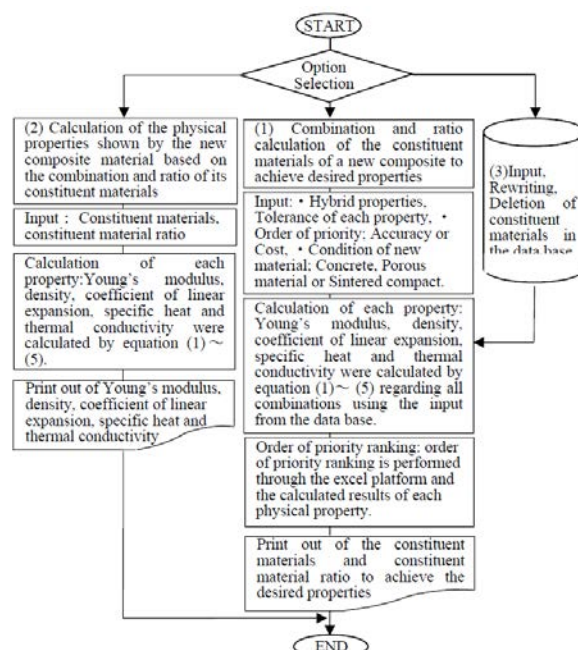 START
Option
Selection
(2) Calculation of the physical
properties shown by the new
composite material based on
the combination and ratio of its
constituent materials
Input : Constituent materials,
constituent material ratio
Calculation of each
property:Young's modulus,
density, coefficient of linear
expansion, specific heat and
thermal conductivity were
calculated by equation (1)～
(5).
Print out of Young's modulus,
density, coefficient of linear
expansion, specific heat and
thermal conductivity
(1) Combination and ratio
calculation of the constituent
materials of a new composite to
achieve desired properties
Input: ・Hybrid properties,
Tolerance of each property, ・
Order of priority; Accuracy or
Cost, ・Condition of new
material; Concrete, Porous
material or Sintered compact.
Calculation of each property:
Young's modulus, density,
coefficient of linear expansion,
specific heat and thermal
conductivity were calculated by
equation (1)～ (5) regarding all
combinations using the input
from the data base.
Order of priority ranking: order
of priority ranking is performed
through the excel platform and
the calculated results of each
physical property.
Print out of the constituent
materials and constituent
material ratio to achieve the
desired properties
(3)Input,
Rewriting,
Deletion of
constituent
materials in
the data base
END